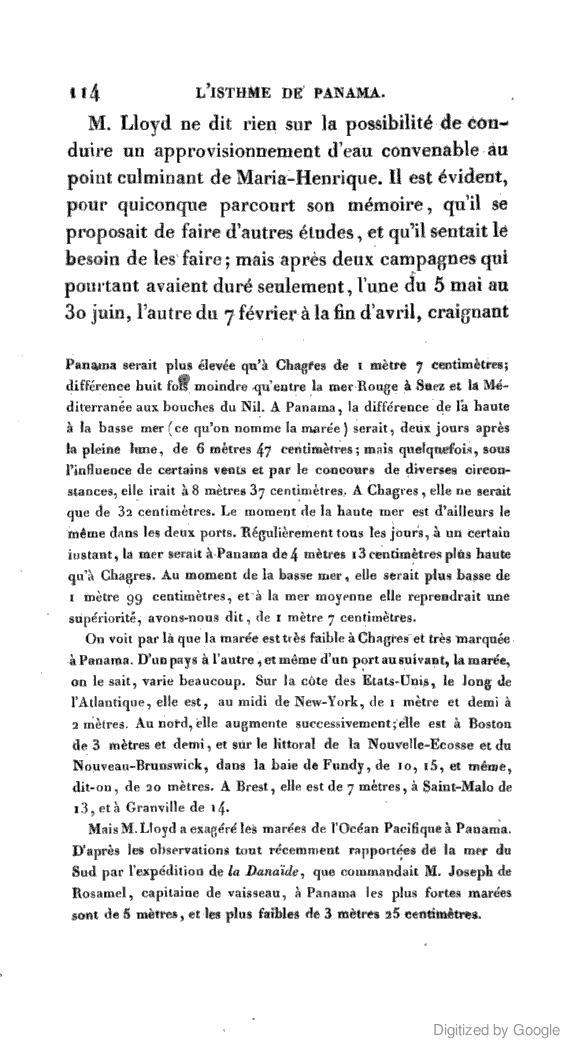 114 L'ISTHME DE PANAMA.
M. Lloyd ne dit rien sur la possibilité de con-
duire un approvisionnement d'eau convenable au
point culminant de Maria-Henrique. Il est évident,
pour quiconque parcourt son mémoire, qu'il se
proposait de faire d'autres études, et qu'il sentait le
besoin de les faire; mais après deux campagnes qui
pourtant avaient duré seulement, l'une du 5 mai au
30 juin, l'autre du 7 février à la fin d'avril, craignant
Panama serait plus élevée qu'à Chagres de 1 mètre 7 centimètres;
différence huit fois moindre qu'entre la mer Rouge à Suez et la Mé-
diterranée aux bouches du Nil. A Panama, la différence de la haute
à la basse mer (ce qu'on nomme la marée) serait, deux jours après
la pleine lune, de 6 mètres 47 centimètres; mais quelquefois, sous
l'influence de certains vents et par le concours de diverses circon-
stances, elle irait à 8 mètres 37 centimètres. A Chagres, elle ne serait
que de 32 centimètres. Le moment de la haute mer est d'ailleurs le
même dans les deux ports. Régulièrement tous les jours, à un certain
instant, la mer serait à Panama de 4 mètres 13 centimètres plus haute
qu'à Chagres. Au moment de la basse mer, elle serait plus basse de
1 mètre 99 centimètres, et à la mer moyenne elle reprendrait une
supériorité, avons-nous dit, de 1 mètre 7 centimètres.
On voit par là que la marée est très faible à Chagres et très marquée
à Panama. D'un pays à l'autre, et même d'un port au suivant, la marée,
on le sait, varie beaucoup. Sur la côte des Etats-Unis, le long de
l'Atlantique, elle est, au midi de New-York, de 1 mètre et demi à
2 mètres. Au nord, elle augmente successivement; elle est à Boston
de 3 mètres et demi, et sur le littoral de la Nouvelle-Ecosse et du
Nouveau-Brunswick, dans la baie de Fundy, de 10, 15, et même,
dit-on, de 20 mètres. A Brest, elle est de 7 mètres, à Saint-Malo de
13, et à Granville de 14.
Mais M. Lloyd a exagéré les marées de l'Océan Pacifique à Panama.
D'après les observations tout récemment rapportées de la mer du
Sud par l'expédition de la Danaïde, que commandait M. Joseph de
Rosamel, capitaine de vaisseau, à Panama les plus fortes marées
sont de 5 mètres, et les plus faibles de 3 mètres 25 centimètres.
Digitized by Google